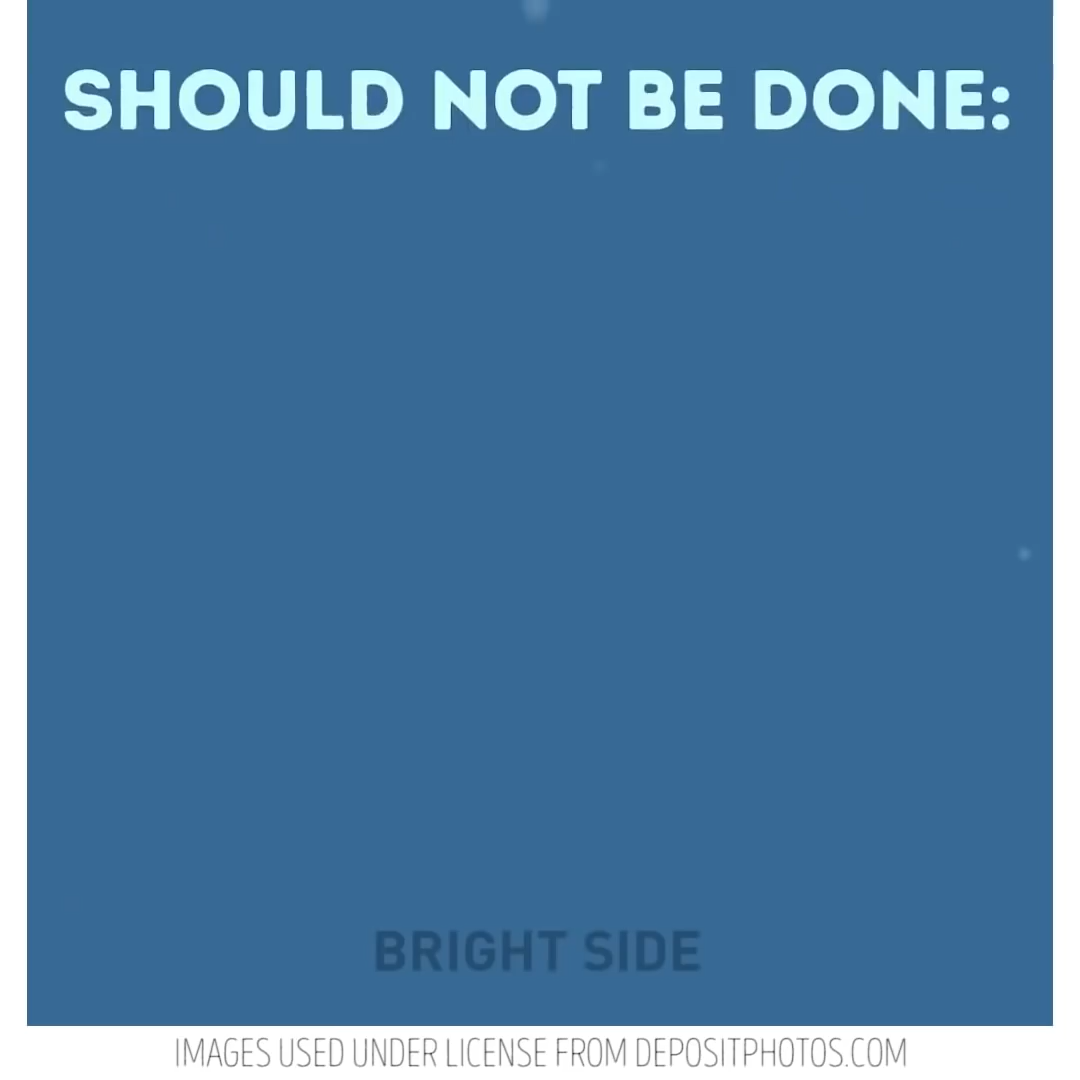 SHOULD NOT BE DONE:
BRIGHT SIDE
IMAGES USED UNDER LICENSE FROM DEPOSITPHOTOS.COM